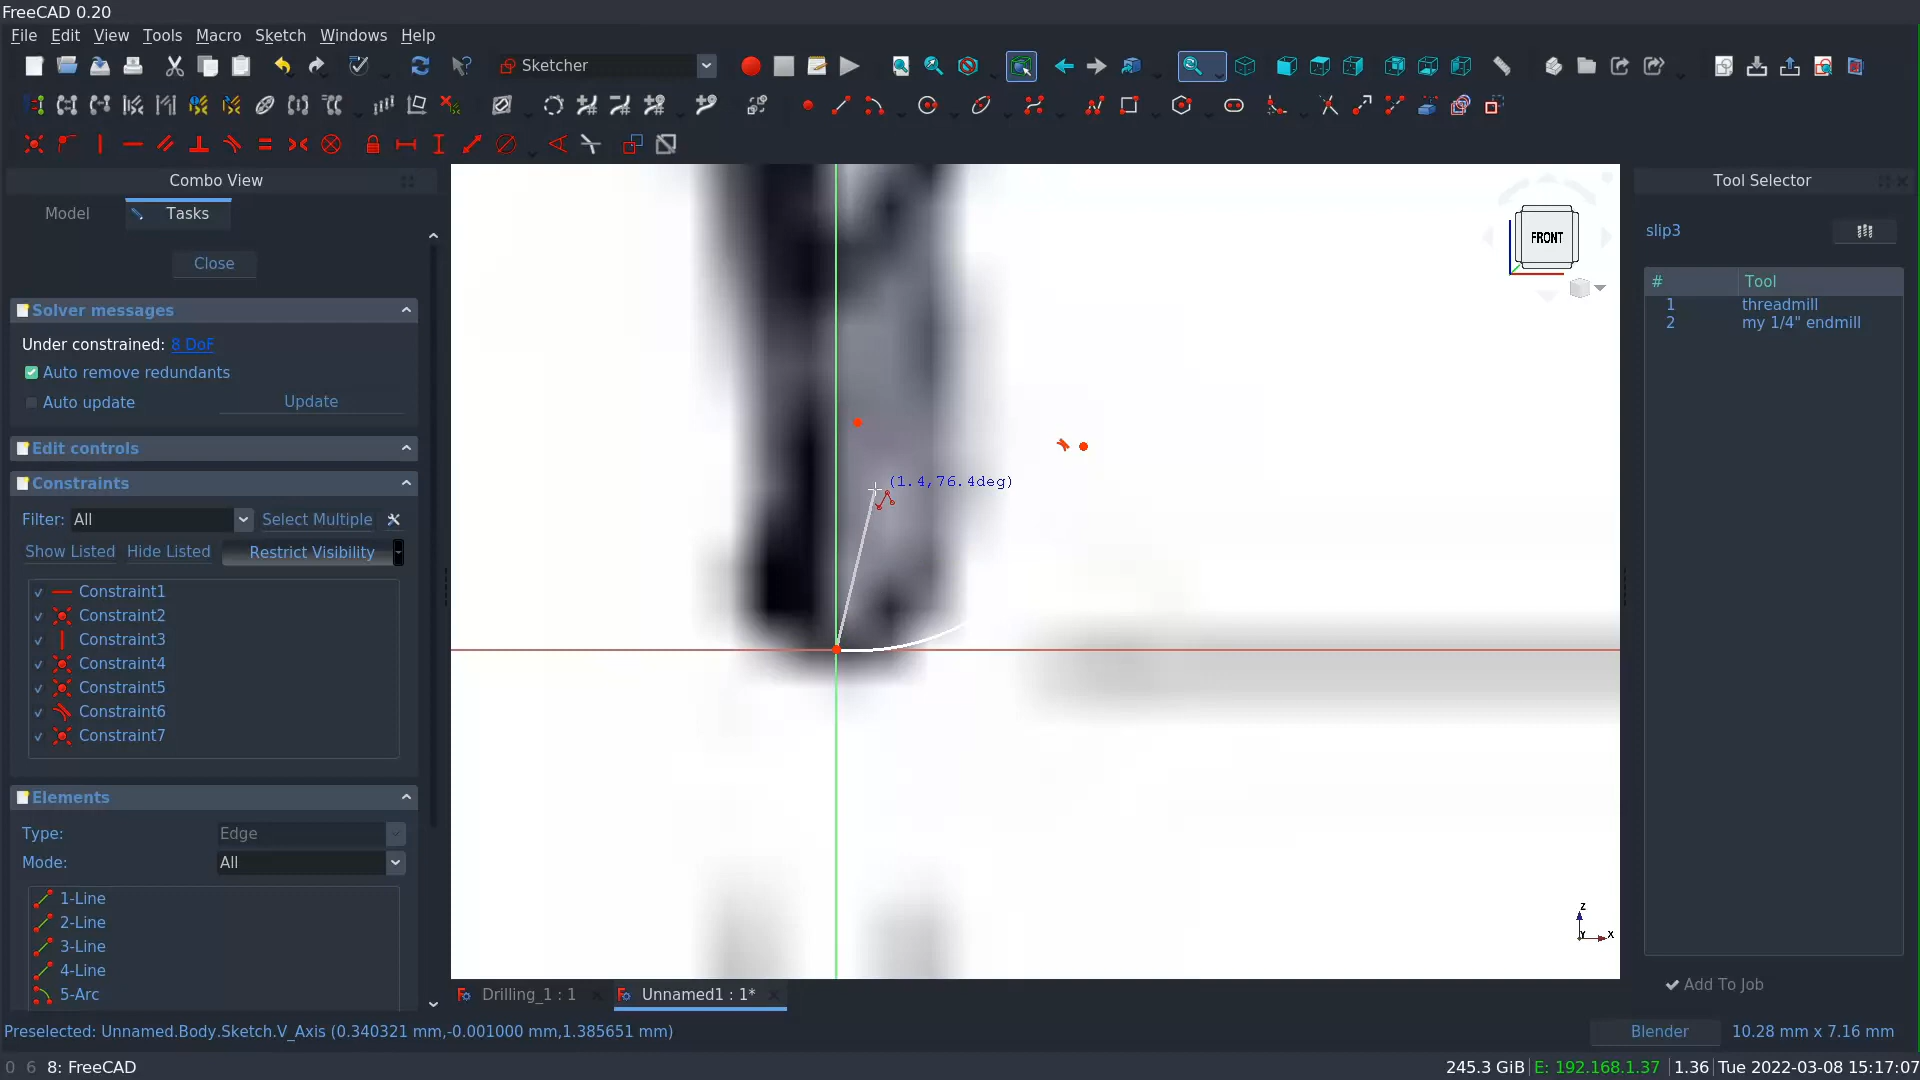 FreeCAD 0.20
File Edit View Tools Macro Sketch Windows Help
Sketcher
Combo View
Tool Selector
Model Tasks
slip3
FRONT
Close
# Tool
1 threadmill
2 my 1/4" endmill
Solver messages
Under constrained: 8 DoF
Auto remove redundants
Auto update Update
Edit controls
Constraints
(1.4,76.4deg)
Filter: All Select Multiple
Show Listed Hide Listed Restrict Visibility
Constraint1
Constraint2
Constraint3
Constraint4
Constraint5
Constraint6
Constraint7
Elements
Type: Edge
Mode: All
1-Line
2-Line
3-Line
4-Line
5-Arc
Z
Y X
Add To Job
Drilling_1 : 1 Unnamed1 : 1*
Preselected: Unnamed.Body.Sketch.V_Axis (0.340321 mm,-0.001000 mm,1.385651 mm) Blender 10.28 mm x 7.16 mm
0 6 8: FreeCAD 245.3 GiB E: 192.168.1.37 1.36 Tue 2022-03-08 15:17:07